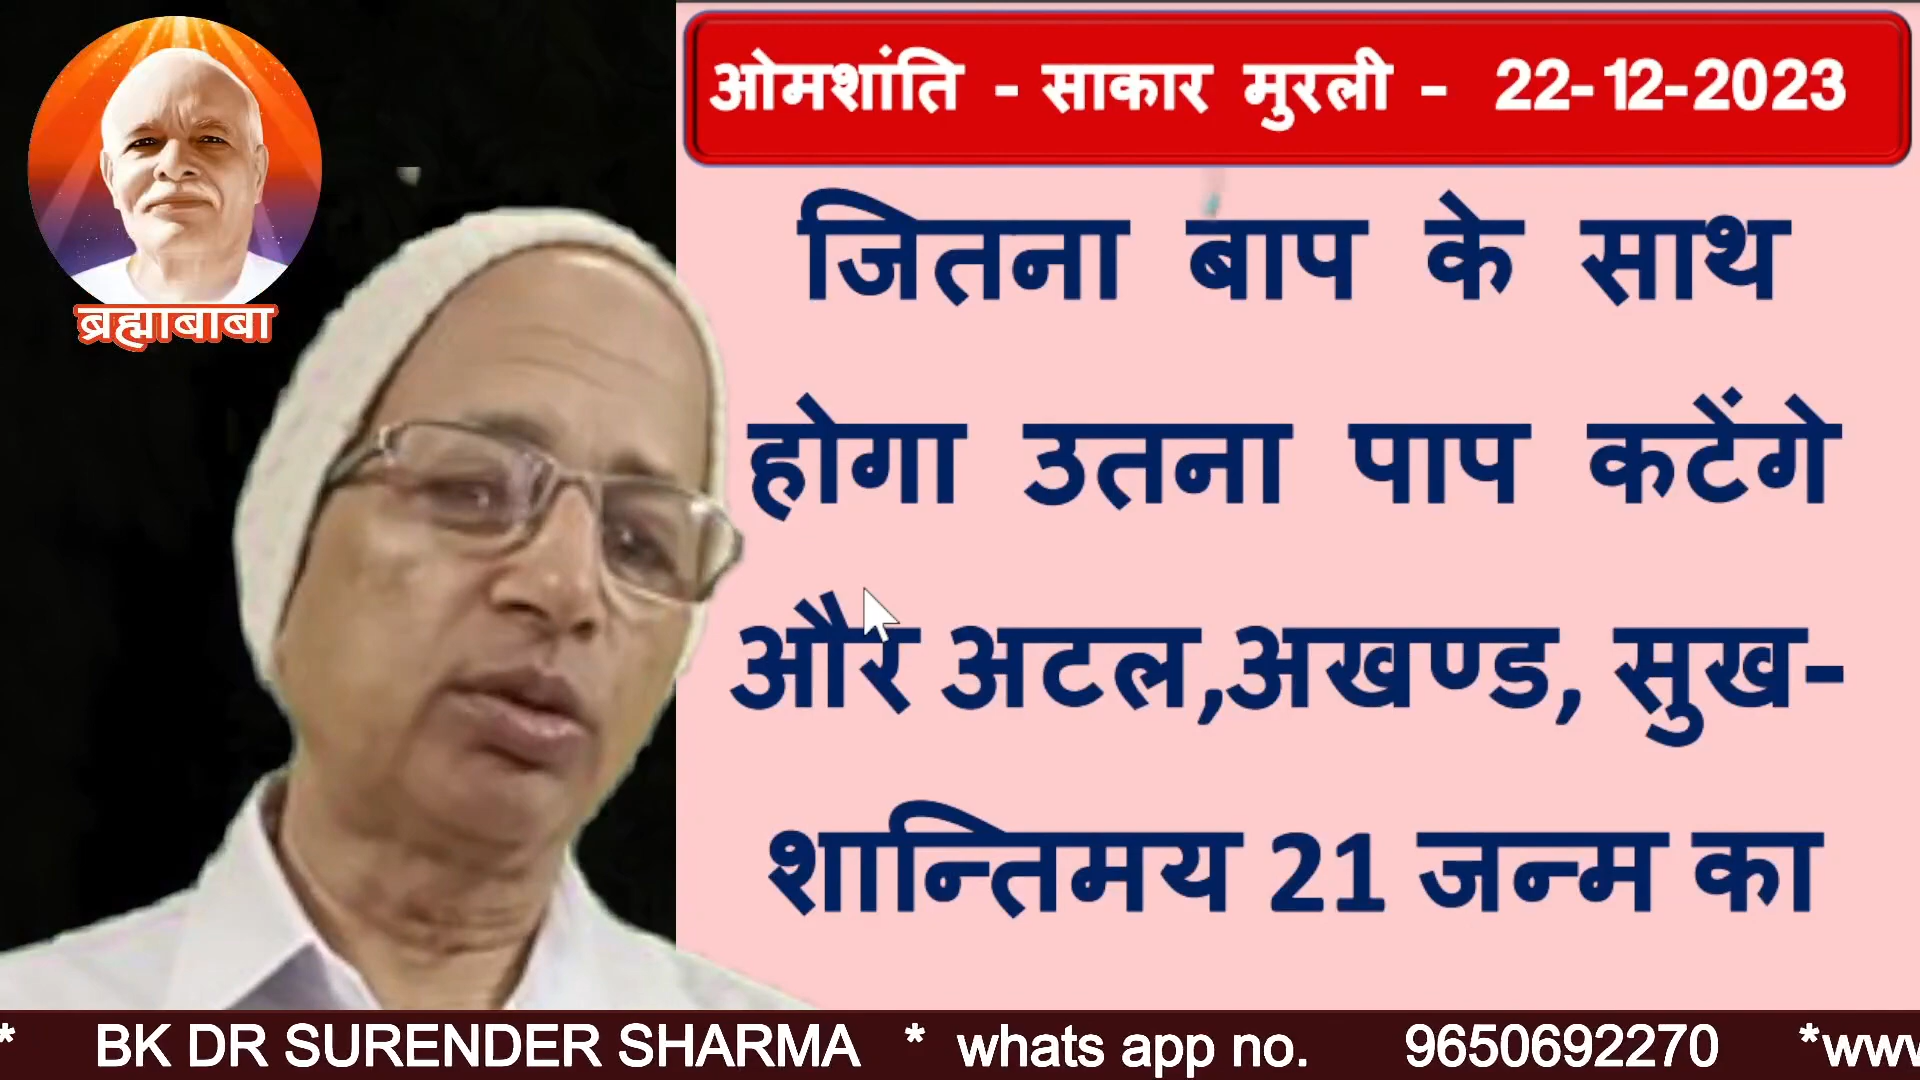 ओमशांति - साकार मुरली - 22-12-2023
ब्रह्माबाबा
जितना बाप के साथ
होगा उतना पाप कटेंगे
और अटल,अखण्ड, सुख-
शान्तिमय 21 जन्म का
* BK DR SURENDER SHARMA * whats app no. 9650692270 *www